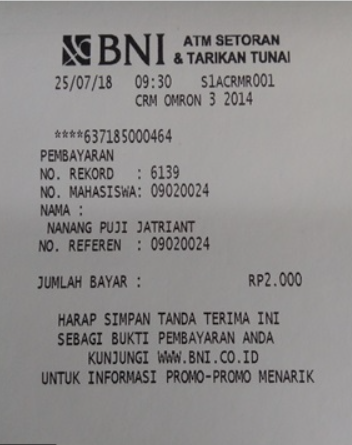 BNI ATM SETORAN
& TARIKAN TUNAI
25/07/18 09:30 S1ACRMR001
CRM OMRON 3 2014
****637185000464
PEMBAYARAN
NO. REKORD : 6139
NO. MAHASISWA: 09020024
NAMA :
NANANG PUJI JATRIANT
NO. REFEREN : 09020024
JUMLAH BAYAR : RP2.000
HARAP SIMPAN TANDA TERIMA INI
SEBAGI BUKTI PEMBAYARAN ANDA
KUNJUNGI WWW.BNI.CO.ID
UNTUK INFORMASI PROMO-PROMO MENARIK